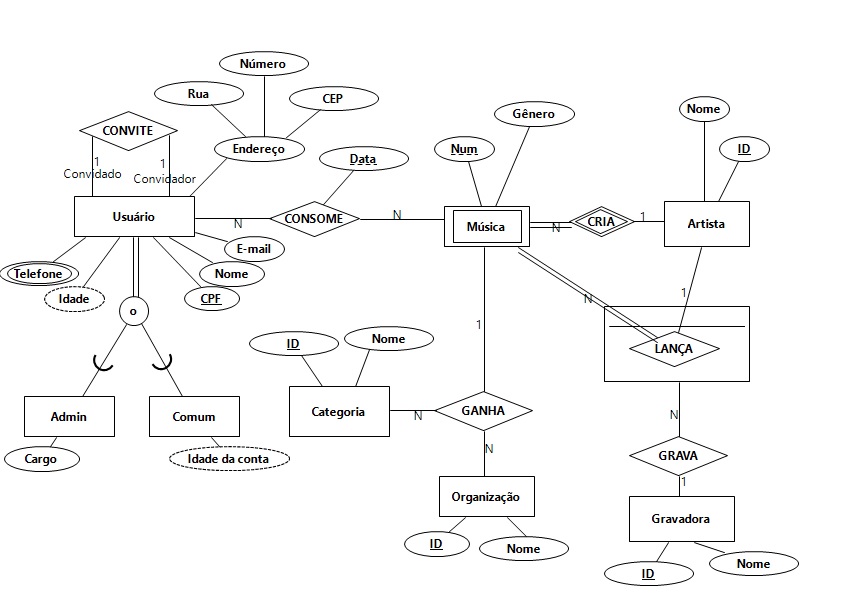 Número
Rua
CEP
Nome
Gênero
CONVITE
Endereço
Num
ID
Data
1
1
Convidado
Convidador
Usuário
CONSOME
N
N
Música
N
CRIA
1
Artista
E-mail
Telefone
Nome
Idade
CPF
1
N
o
1
LANÇA
ID
Nome
Admin
Comum
Categoria
N
GANHA
N
N
Cargo
Idade da conta
GRAVA
1
Organização
Gravadora
ID
Nome
ID
Nome